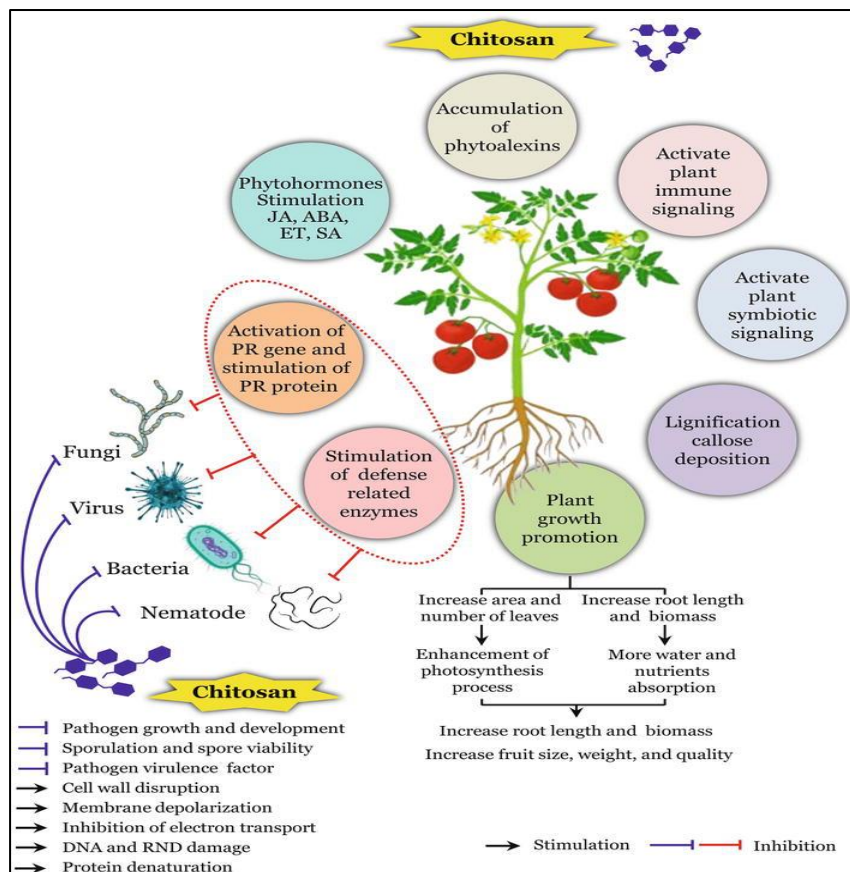 Chitosan
Accumulation
of
phytoalexins
Activate
plant
immune
signaling
Phytohormones
Stimulation
JA, ABA,
ET, SA
Activate
plant
symbiotic
signaling
Activation of
PR gene and
stimulation of
PR protein
Lignification
callose
deposition
Stimulation
of defense
related
enzymes
Fungi
Virus
Bacteria
Nematode
Plant
growth
promotion
Increase area and
number of leaves
Increase root length
and biomass
Enhancement of
photosynthesis
process
More water and
nutrients
absorption
Increase root length and biomass
Increase fruit size, weight, and quality
Chitosan
Pathogen growth and development
Sporulation and spore viability
Pathogen virulence factor
Cell wall disruption
Membrane depolarization
Inhibition of electron transport
DNA and RND damage
Protein denaturation
Stimulation
Inhibition